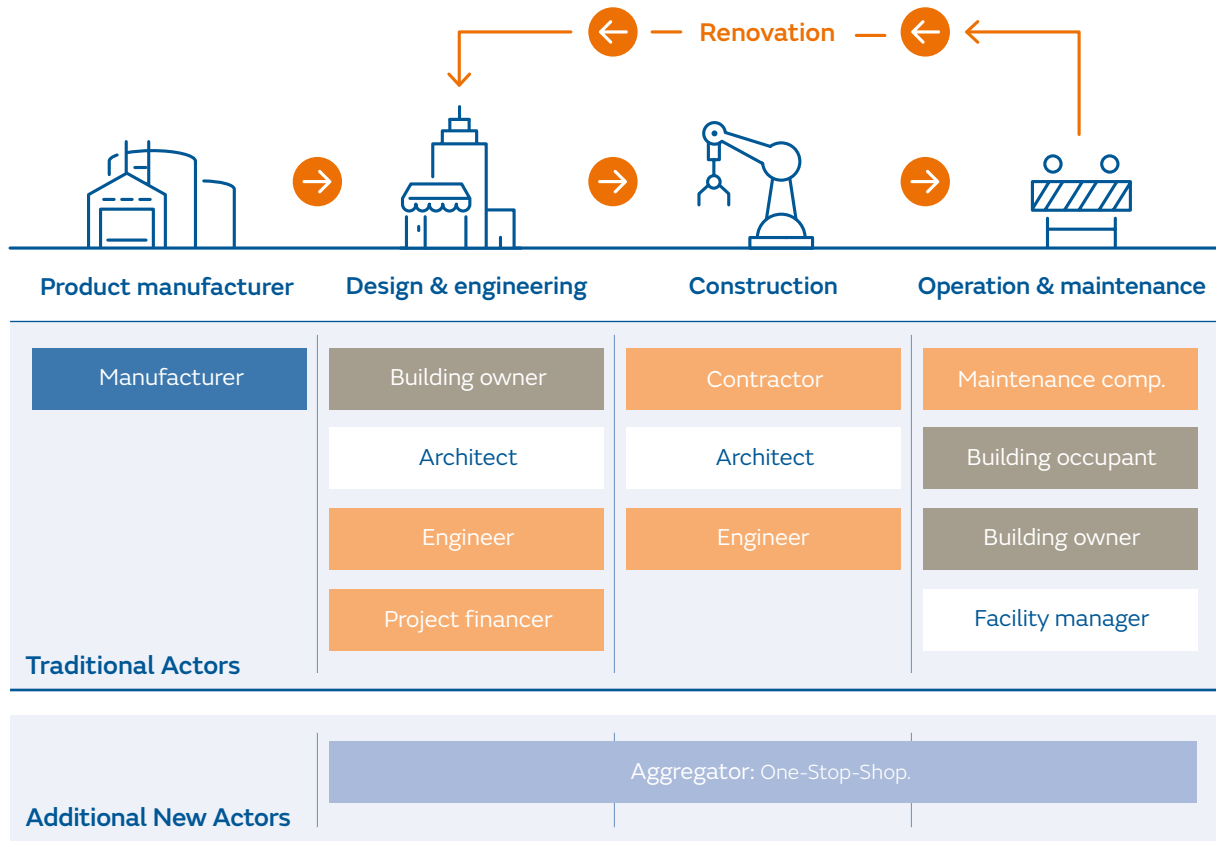 Renovation
Product manufacturer
Design & engineering
Construction
Operation & maintenance
Manufacturer
Building owner
Contractor
Maintenance comp.
Architect
Architect
Building occupant
Engineer
Engineer
Building owner
Project financer
Facility manager
Traditional Actors
Aggregator: One-Stop-Shop.
Additional New Actors